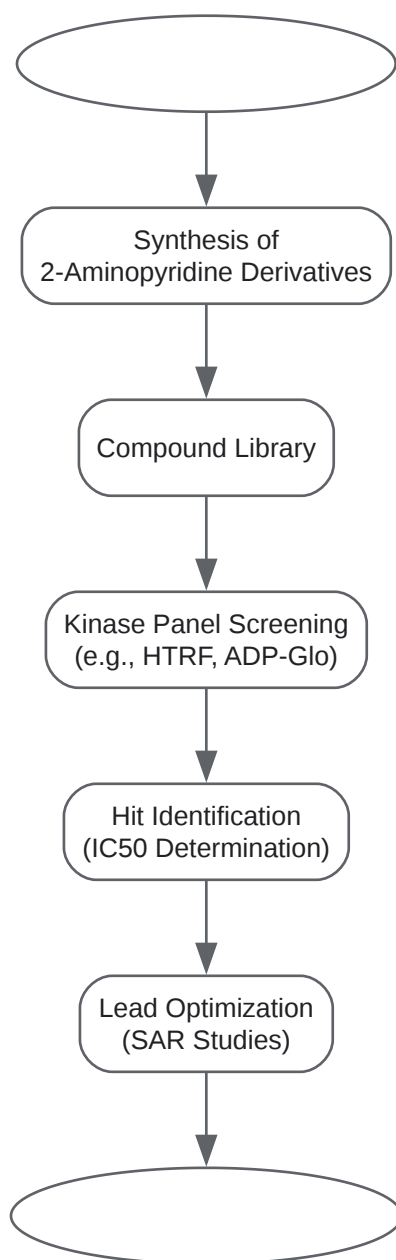 Synthesis of
2-Aminopyridine Derivatives
Compound Library
Kinase Panel Screening
(e.g., HTRF, ADP-Glo)
Hit Identification
(IC50 Determination)
Lead Optimization
(SAR Studies)